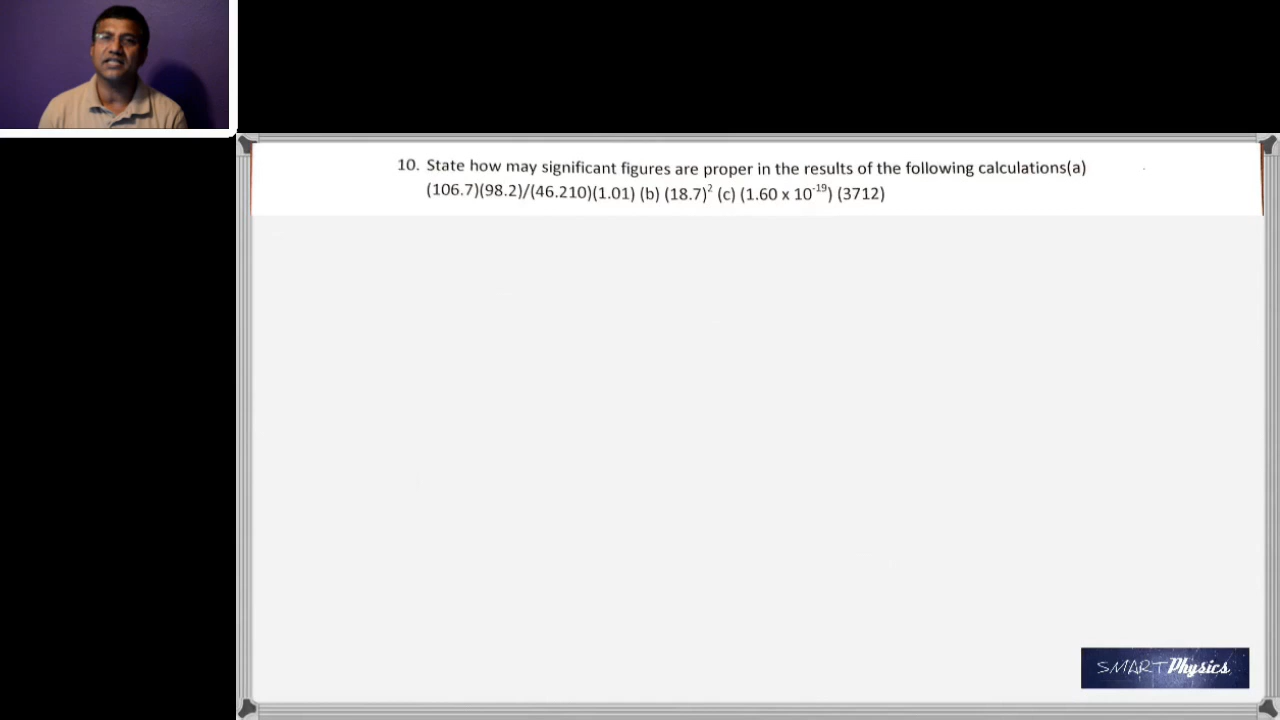 10. State how may significant figures are proper in the results of the following calculations(a)
(106.7)(98.2)/(46.210)(1.01) (b) (18.7)² (c) (1.60 x 10⁻¹⁹) (3712)
SMART Physics